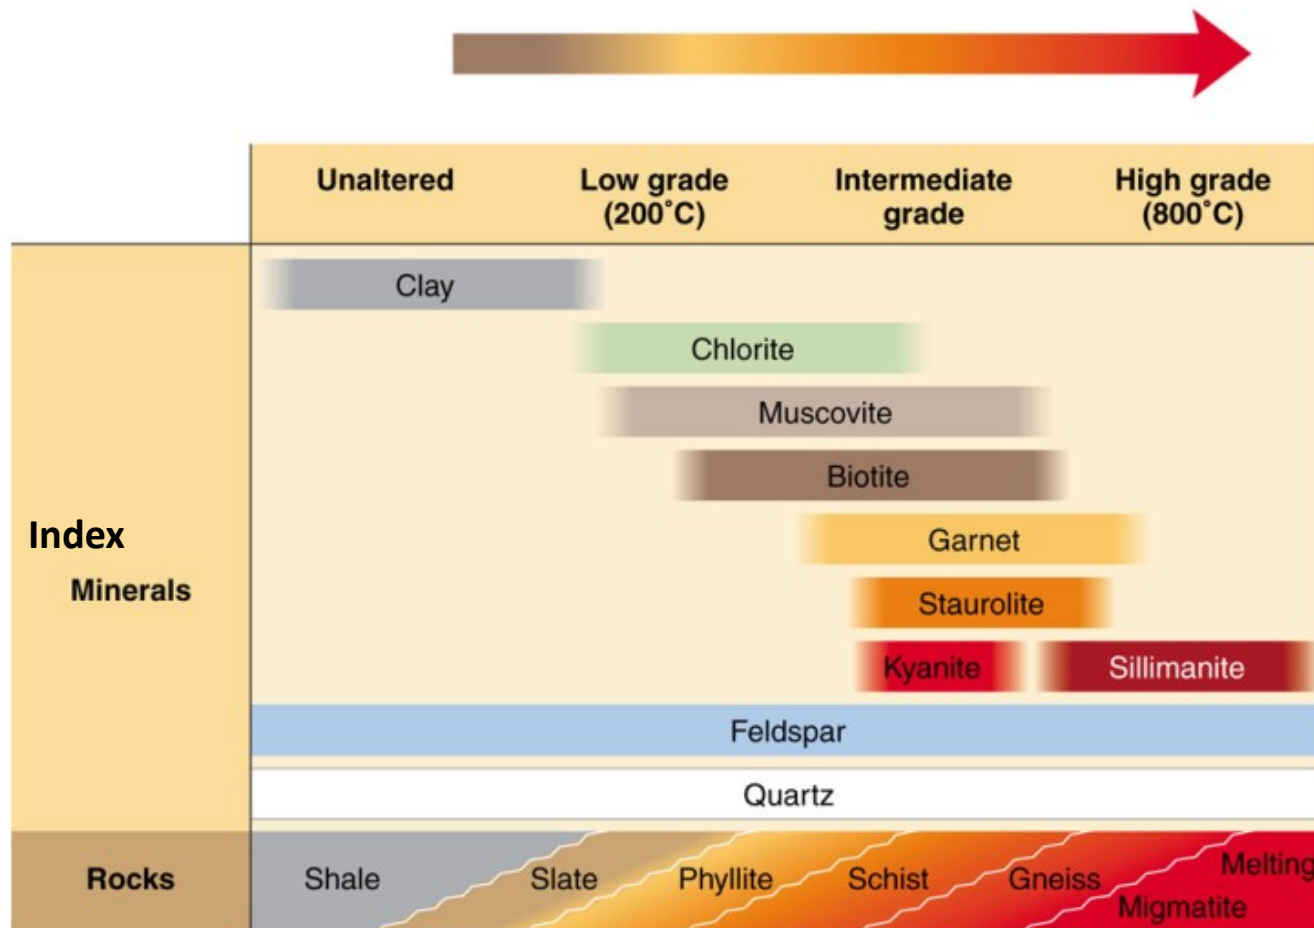 Unaltered
Low grade
(200˚C)
Intermediate
grade
High grade
(800˚C)
Clay
Chlorite
Muscovite
Biotite
Garnet
Staurolite
Kyanite
Sillimanite
Feldspar
Quartz
Index
Minerals
Rocks
Shale
Slate
Phyllite
Schist
Gneiss
Migmatite
Melting